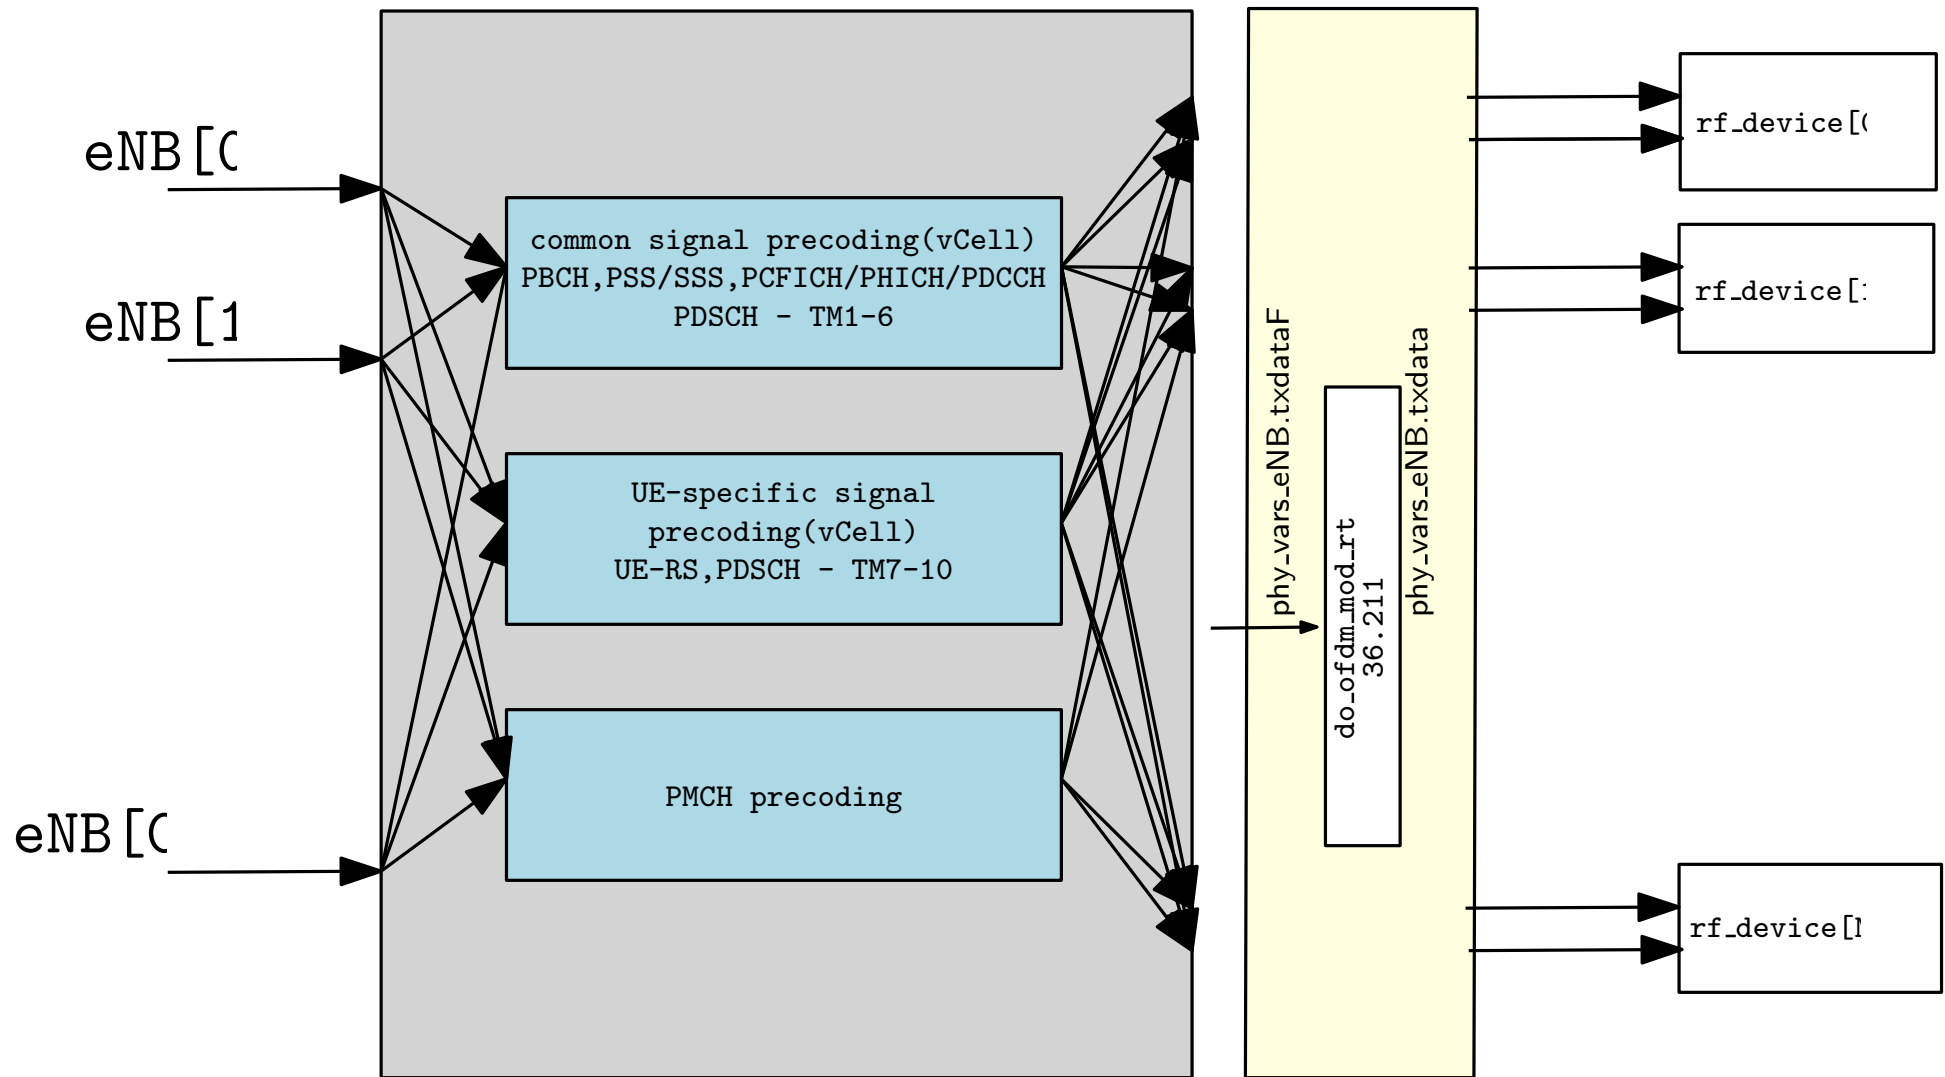 eNB[0
eNB[1
eNB[C
common signal precoding(vCell)
PBCH,PSS/SSS,PCFICH/PHICH/PDCCH
PDSCH - TM1-6
UE-specific signal
precoding(vCell)
UE-RS,PDSCH - TM7-10
PMCH precoding
phy_vars_eNB.txdataF
do_ofdm_mod_rt
36.211
phy_vars_eNB.txdata
rf_device[0
rf_device[1
rf_device[N